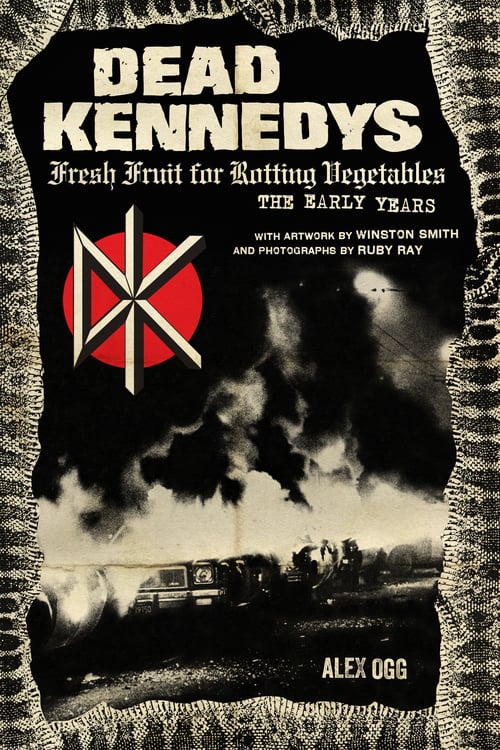 DEAD
KENNEDYS
Fresh Fruit for Rotting Vegetables
THE EARLY YEARS
WITH ARTWORK BY WINSTON SMITH
AND PHOTOGRAPHS BY RUBY RAY
DK
ALEX OGG